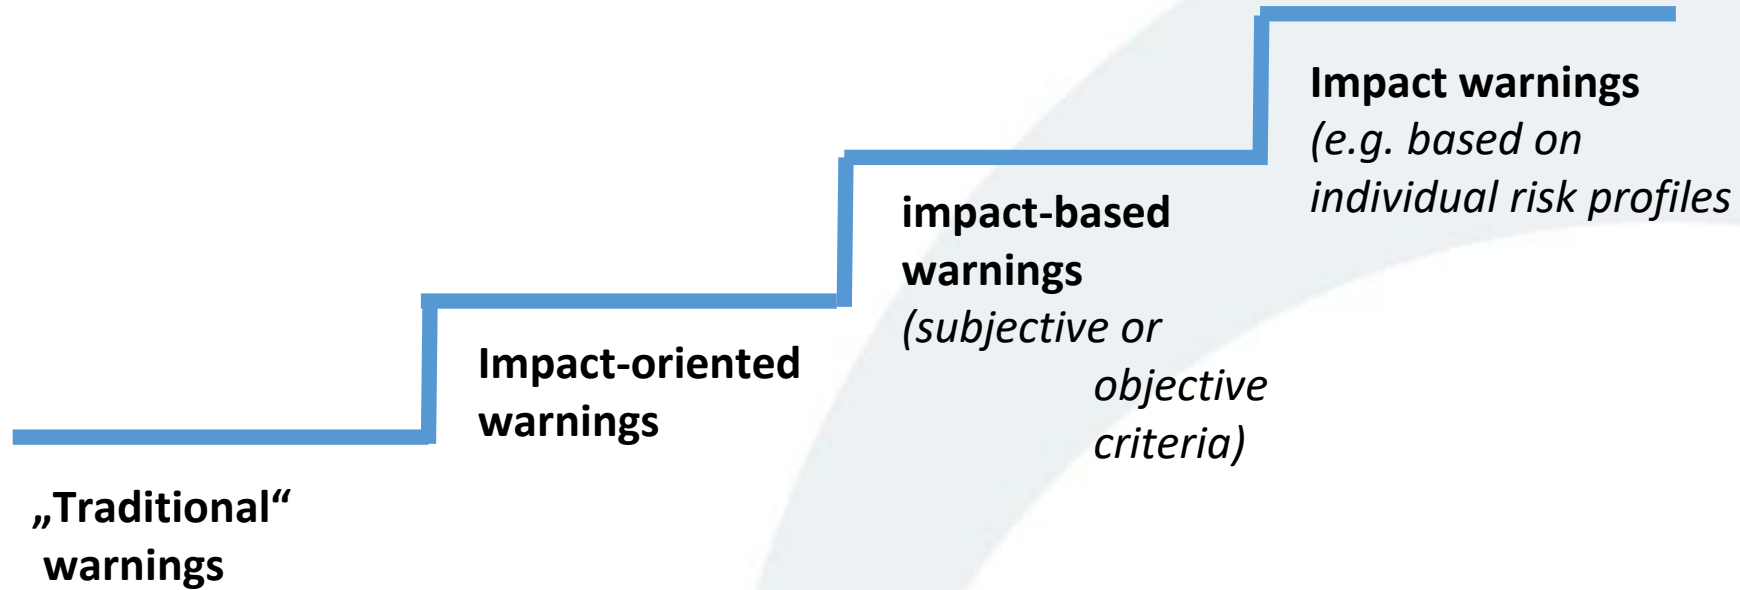 „Traditional“
warnings
Impact-oriented
warnings
impact-based
warnings
(subjective or
objective
criteria)
Impact warnings
(e.g. based on
individual risk profiles